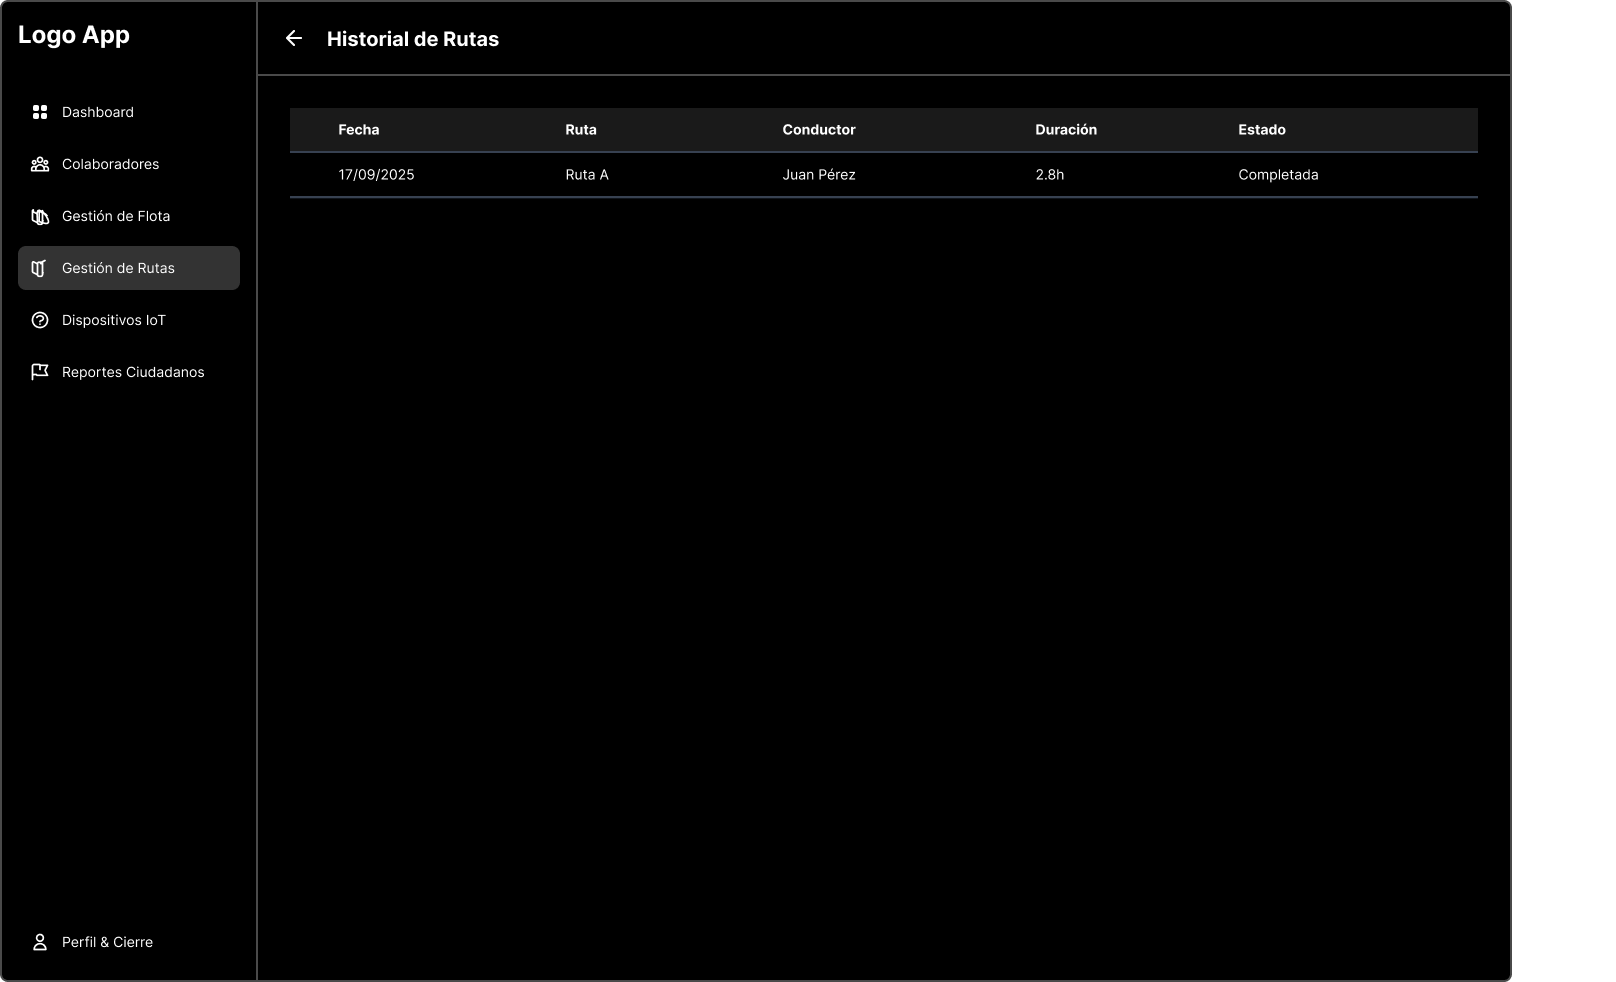 Logo App
Dashboard
Colaboradores
Gestión de Flota
Gestión de Rutas
Dispositivos IoT
Reportes Ciudadanos
Perfil & Cierre
Historial de Rutas
Fecha Ruta Conductor Duración Estado
17/09/2025 Ruta A Juan Pérez 2.8h Completada